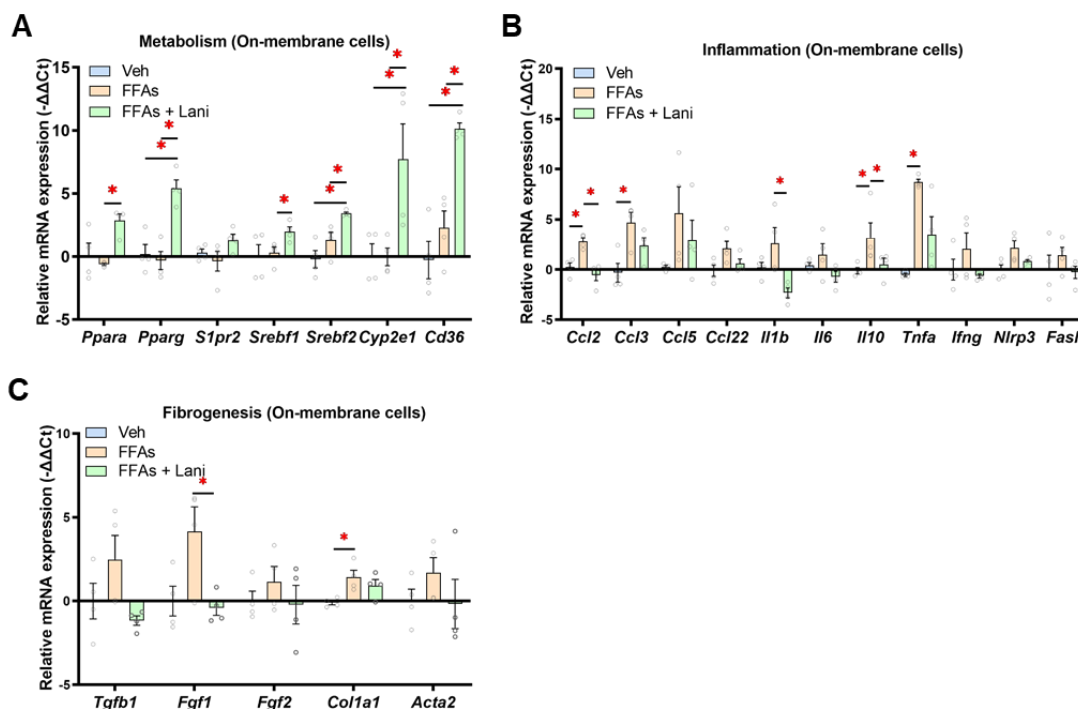 A
Metabolism (On-membrane cells)
Relative mRNA expression (-ΔΔCt)
15
10
5
0
-5
Veh
FFAs
FFAs + Lani
* * * * * * * * * *
Ppara Pparg S1pr2 Srebf1 Srebf2 Cyp2e1 Cd36
B
Inflammation (On-membrane cells)
Relative mRNA expression (-ΔΔCt)
20
15
10
5
0
-5
Veh
FFAs
FFAs + Lani
* * * * * * *
Ccl2 Ccl3 Ccl5 Ccl22 Il1b Il6 Il10 Tnfa Ifng Nlrp3 Fasl
C
Fibrogenesis (On-membrane cells)
Relative mRNA expression (-ΔΔCt)
10
5
0
-5
Veh
FFAs
FFAs + Lani
* *
Tgfb1 Fgf1 Fgf2 Col1a1 Acta2